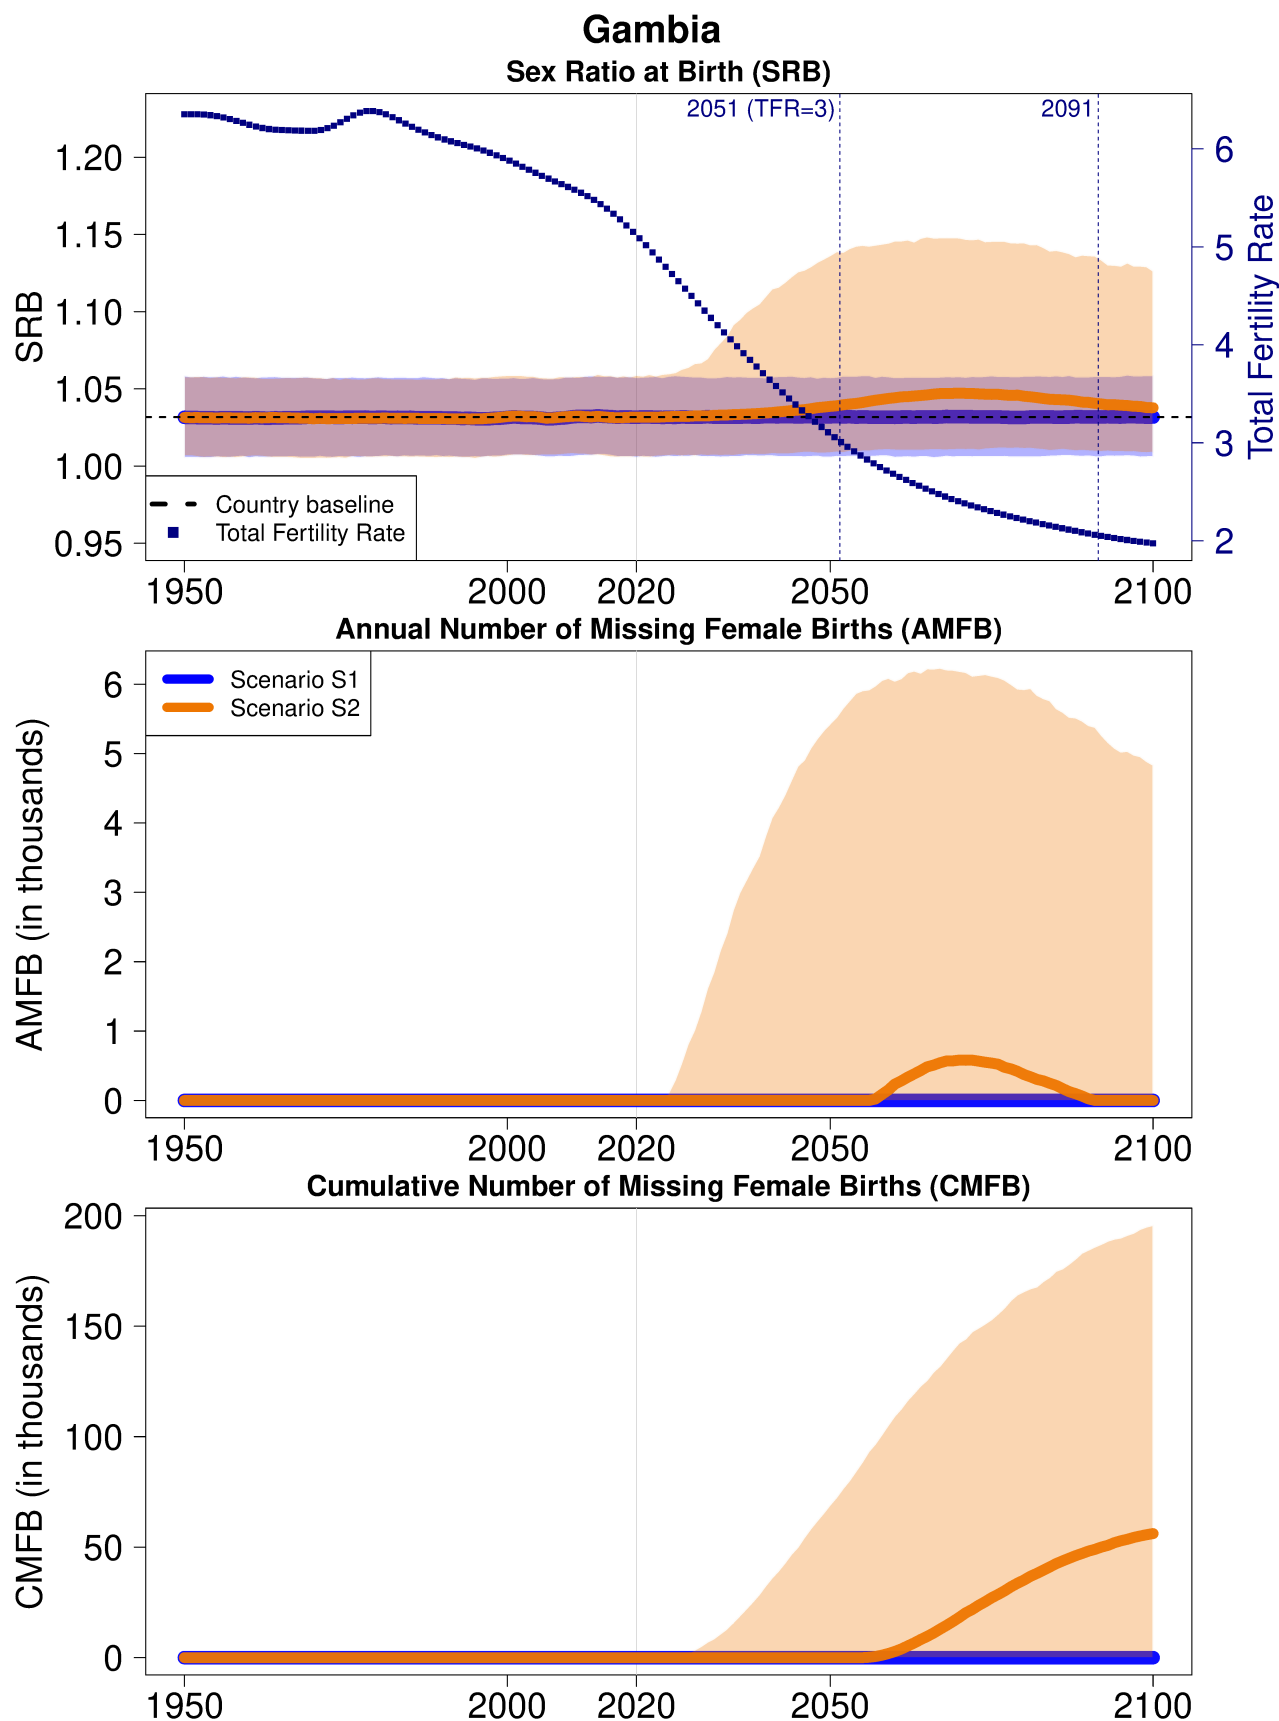 Gambia
Sex Ratio at Birth (SRB)
2051 (TFR=3)
2091
SRB
1.20
1.15
1.10
1.05
1.00
0.95
6
5
4
3
2
Total Fertility Rate
Country baseline
Total Fertility Rate
1950 2000 2020 2050 2100
Annual Number of Missing Female Births (AMFB)
AMFB (in thousands)
6
5
4
3
2
1
0
Scenario S1
Scenario S2
1950 2000 2020 2050 2100
Cumulative Number of Missing Female Births (CMFB)
CMFB (in thousands)
200
150
100
50
0
1950 2000 2020 2050 2100